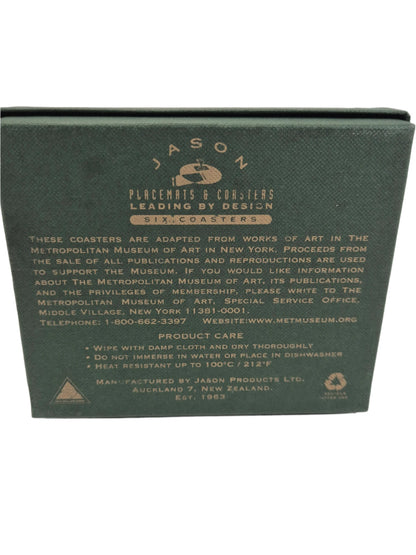 JASON
PLACEMATS & COASTERS
LEADING BY DESIGN
SIX COASTERS
THESE COASTERS ARE ADAPTED FROM WORKS OF ART IN THE
METROPOLITAN MUSEUM OF ART IN NEW YORK. PROCEEDS FROM
THE SALE OF ALL PUBLICATIONS AND REPRODUCTIONS ARE USED
TO SUPPORT THE MUSEUM. IF YOU WOULD LIKE INFORMATION
ABOUT THE METROPOLITAN MUSEUM OF ART, ITS PUBLICATIONS,
AND THE PRIVILEGES OF MEMBERSHIP, PLEASE WRITE TO THE
METROPOLITAN MUSEUM OF ART, SPECIAL SERVICE OFFICE,
MIDDLE VILLAGE, NEW YORK 11381-0001.
TELEPHONE: 1-800-662-3397 WEBSITE:WWW.METMUSEUM.ORG
PRODUCT CARE
• WIPE WITH DAMP CLOTH AND DRY THOROUGHLY
• DO NOT IMMERSE IN WATER OR PLACE IN DISHWASHER
• HEAT RESISTANT UP TO 100°C / 212°F
MANUFACTURED BY JASON PRODUCTS LTD.
AUCKLAND 7, NEW ZEALAND.
EST. 1963
RECYCLE
AFTER USE